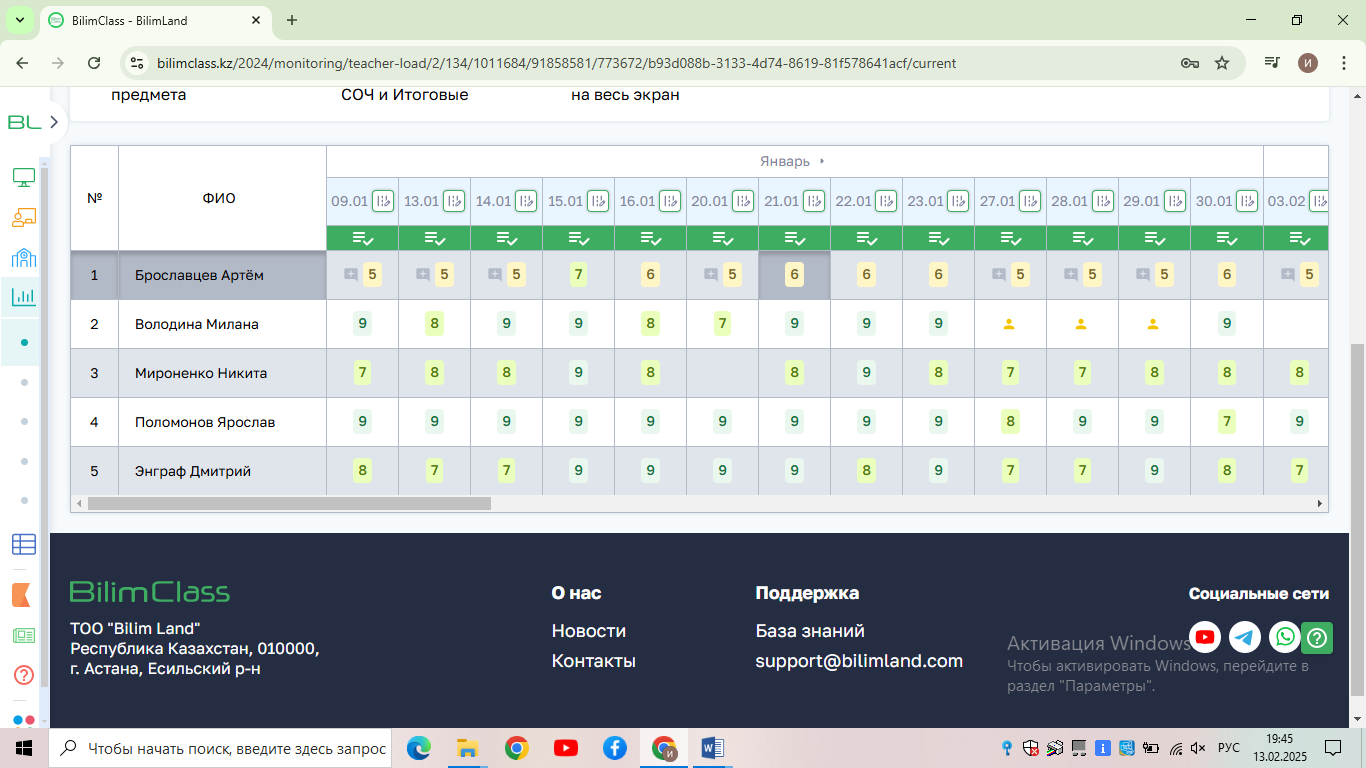 BilimClass - BilimLand
bilimclass.kz/2024/monitoring/teacher-load/2/134/1011684/91858581/773672/b93d088b-3133-4d74-8619-81f578641acf/current
И
предмета СОЧ и Итоговые на весь экран
BL
№ ФИО Январь
09.01 13.01 14.01 15.01 16.01 20.01 21.01 22.01 23.01 27.01 28.01 29.01 30.01 03.02
1 Брославцев Артём 5 5 5 7 6 5 6 6 6 5 5 5 6 5
2 Володина Милана 9 8 9 9 8 7 9 9 9 9
3 Мироненко Никита 7 8 8 9 8 8 9 8 7 7 8 8 8
4 Поломонов Ярослав 9 9 9 9 9 9 9 9 9 8 9 9 7 9
5 Энграф Дмитрий 8 7 7 9 9 9 9 8 9 7 7 9 8 7
BilimClass
ТОО "Bilim Land"
Республика Казахстан, 010000,
г. Астана, Есильский р-н
О нас
Новости
Контакты
Поддержка
База знаний
support@bilimland.com
Социальные сети
Активация Windows
Чтобы активировать Windows, перейдите в
раздел "Параметры".
Чтобы начать поиск, введите здесь запрос
РУС
19:45
13.02.2025